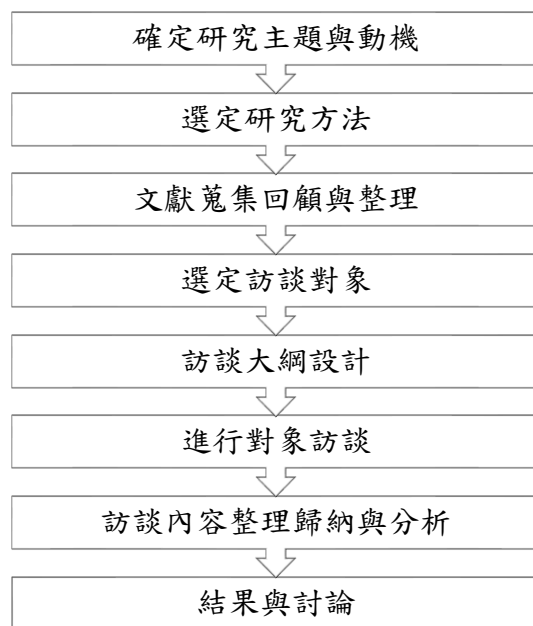 確定研究主題與動機
選定研究方法
文獻蒐集回顧與整理
選定訪談對象
訪談大綱設計
進行對象訪談
訪談內容整理歸納與分析
結果與討論